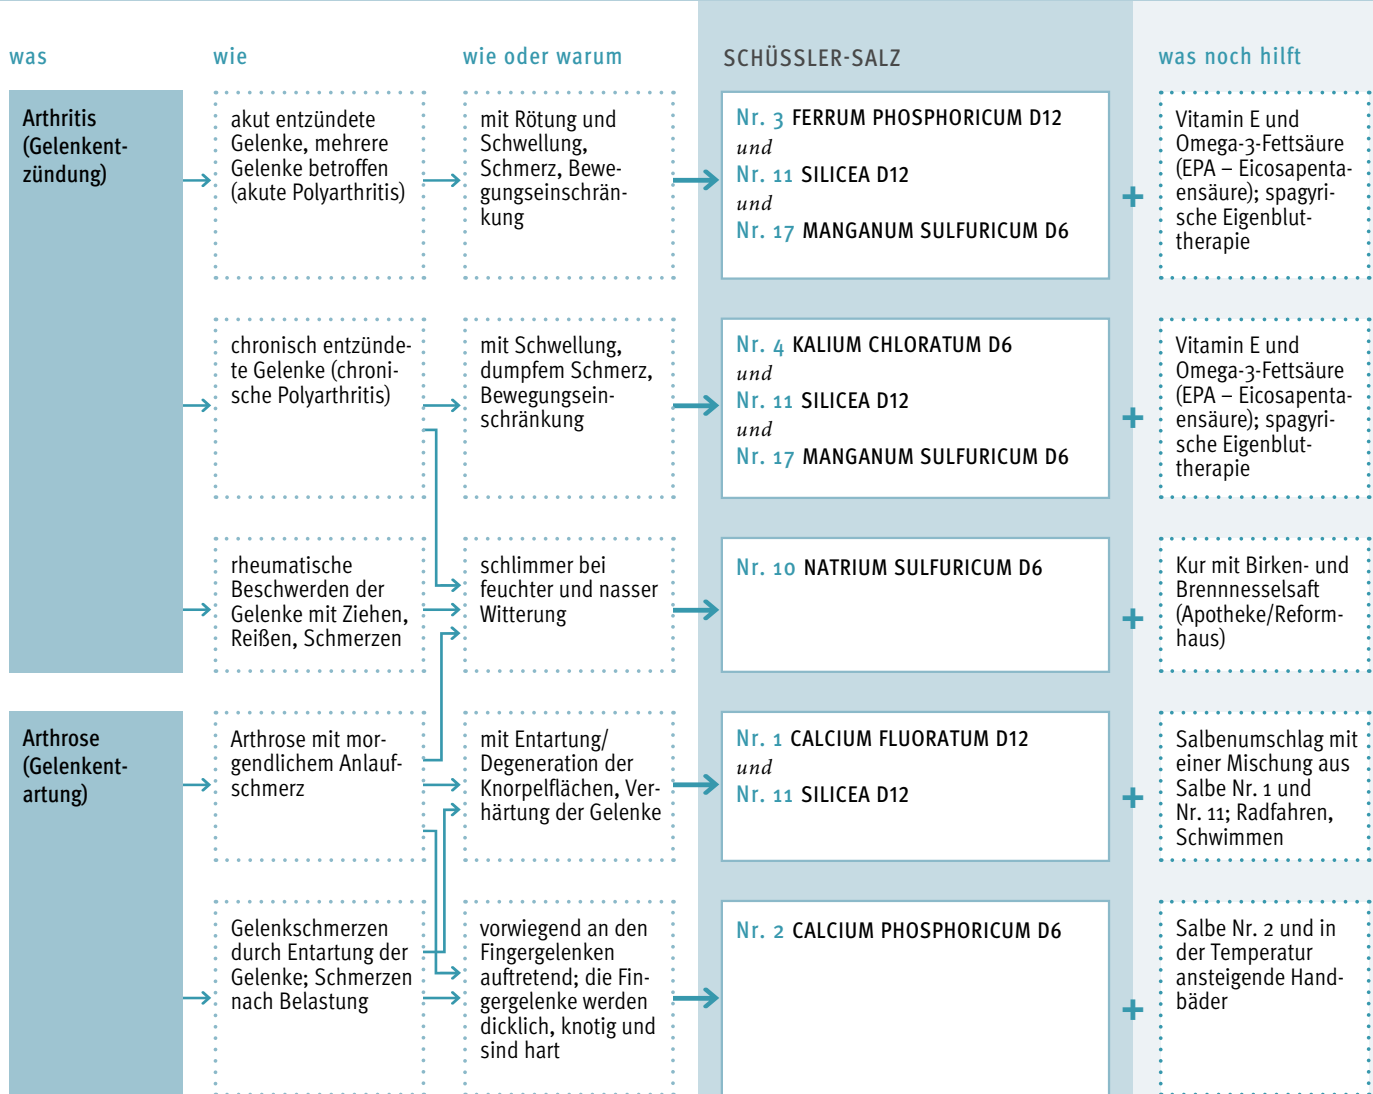 was
wie
wie oder warum
SCHÜSSLER-SALZ
was noch hilft
Arthritis
(Gelenkent-
zündung)
akut entzündete
Gelenke, mehrere
Gelenke betroffen
(akute Polyarthritis)
mit Rötung und
Schwellung,
Schmerz, Bewe-
gungseinschrän-
kung
Nr. 3 FERRUM PHOSPHORICUM D12
und
Nr. 11 SILICEA D12
und
Nr. 17 MANGANUM SULFURICUM D6
+
Vitamin E und
Omega-3-Fettsäure
(EPA – Eicosapenta-
ensäure); spagyri-
sche Eigenblut-
therapie
chronisch entzünde-
te Gelenke (chroni-
sche Polyarthritis)
mit Schwellung,
dumpfem Schmerz,
Bewegungsein-
schränkung
Nr. 4 KALIUM CHLORATUM D6
und
Nr. 11 SILICEA D12
und
Nr. 17 MANGANUM SULFURICUM D6
+
Vitamin E und
Omega-3-Fettsäure
(EPA – Eicosapenta-
ensäure); spagyri-
sche Eigenblut-
therapie
rheumatische
Beschwerden der
Gelenke mit Ziehen,
Reißen, Schmerzen
schlimmer bei
feuchter und nasser
Witterung
Nr. 10 NATRIUM SULFURICUM D6
+
Kur mit Birken- und
Brennnesselsaft
(Apotheke/Reform-
haus)
Arthrose
(Gelenkent-
artung)
Arthrose mit mor-
gendlichem Anlauf-
schmerz
mit Entartung/
Degeneration der
Knorpelflächen, Ver-
härtung der Gelenke
Nr. 1 CALCIUM FLUORATUM D12
und
Nr. 11 SILICEA D12
+
Salbenumschlag mit
einer Mischung aus
Salbe Nr. 1 und
Nr. 11; Radfahren,
Schwimmen
Gelenkschmerzen
durch Entartung der
Gelenke; Schmerzen
nach Belastung
vorwiegend an den
Fingergelenken
auftretend; die Fin-
gergelenke werden
dicklich, knotig und
sind hart
Nr. 2 CALCIUM PHOSPHORICUM D6
+
Salbe Nr. 2 und in
der Temperatur
ansteigende Hand-
bäder